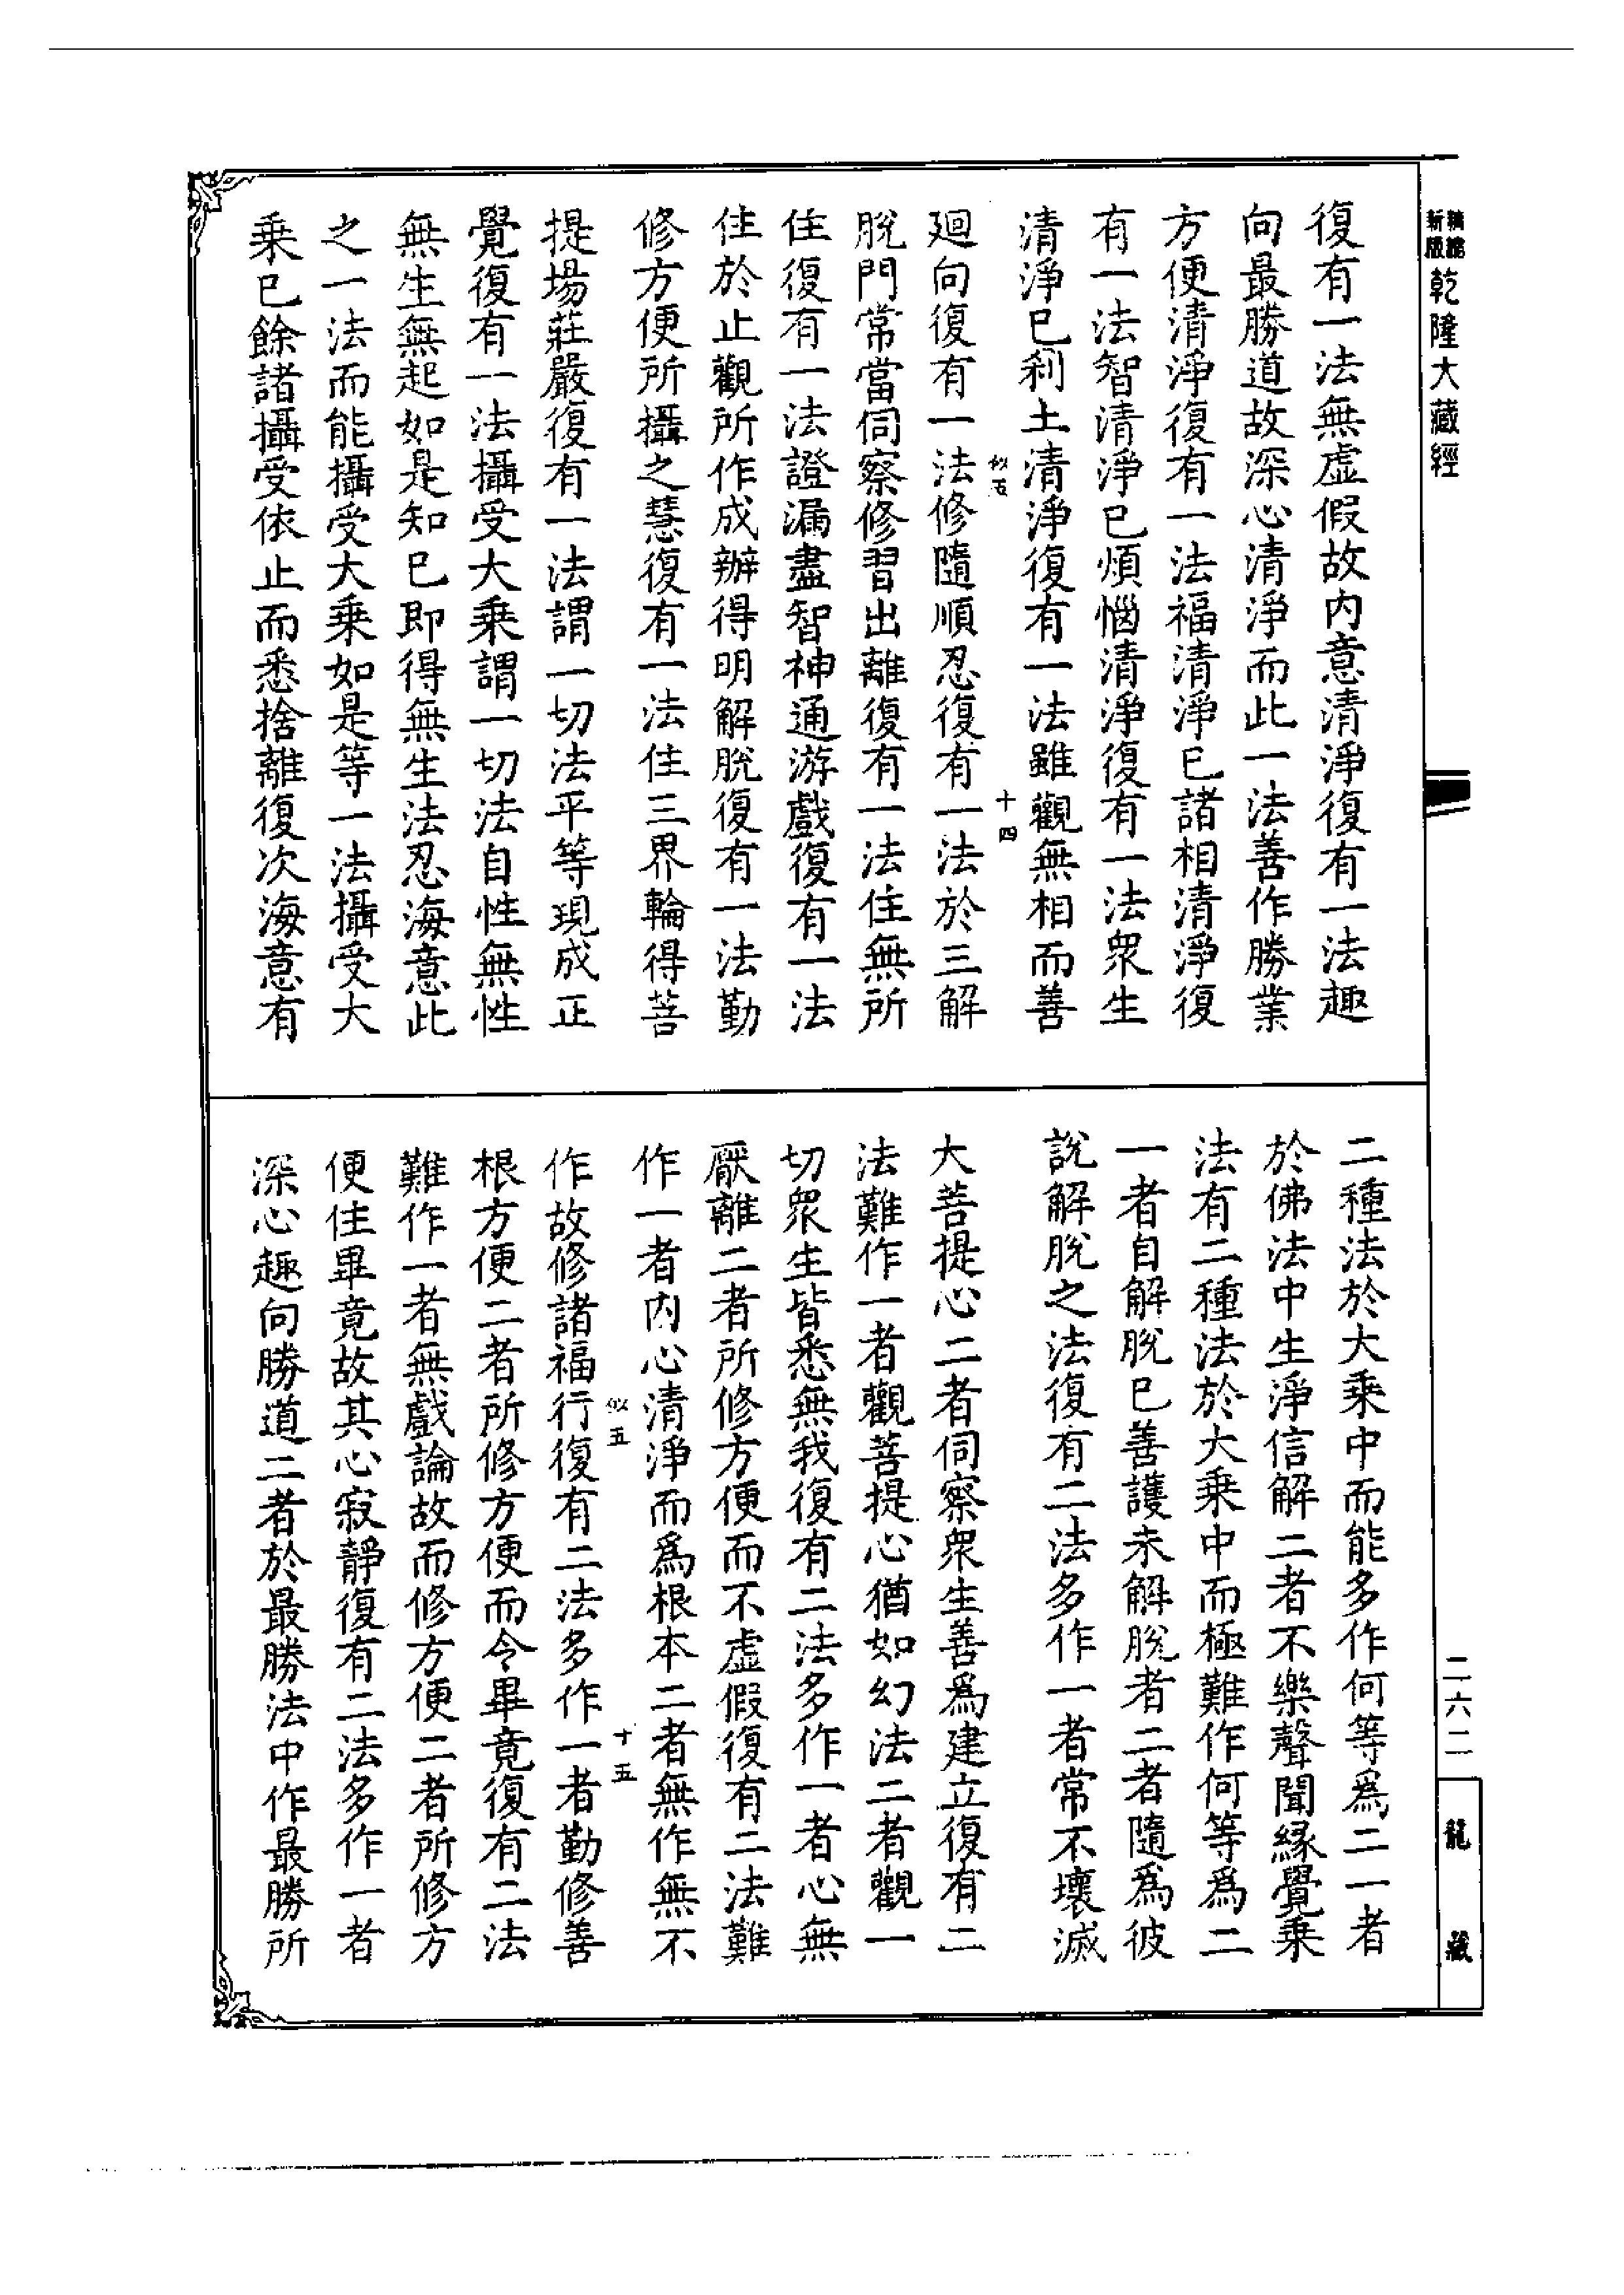 新版
精縮
乾隆大藏經
復有一法無虛假故內意清淨復有一法趣
向最勝道故深心清淨而此一法善作勝業
方便清淨復有一法福清淨已諸相清淨復
有一法智清淨已煩惱清淨復有一法眾生
清淨已剎土清淨復有一法雖觀無相而善
十四
廻向復有一法修隨順忍復有一法於三解
脫門常當伺察修習出離復有一法住無所
住復有一法證漏盡智神通游戲復有一法
住於止觀所作成辦得明解脫復有一法勤
修方便所攝之慧復有一法住三界輪得菩
提場莊嚴復有一法謂一切法平等現成正
覺復有一法攝受大乘謂一切法自性無性
無生無起如是知已即得無生法忍海意此
之一法而能攝受大乘如是等一法攝受大
乘已餘諸攝受依止而悉捨離復次海意有
二種法於大乘中而能多作何等為二一者
於佛法中生淨信解二者不樂聲聞緣覺乘
法有二種法於大乘中而極難作何等為二
一者自解脫已善護未解脫者二者隨為彼
說解脫之法復有二法多作一者常不壞滅
大菩提心二者伺察眾生善為建立復有二
法難作一者觀菩提心猶如幻法二者觀一
切眾生皆悉無我復有二法多作一者心無
厭離二者所修方便而不虛假復有二法難
作一者內心清淨而為根本二者無作無不
十五
作故修諸福行復有二法多作一者勤修善
根方便二者所修方便而令畢竟復有二法
難作一者無戲論故而修方便二者所修方
便住畢竟故其心寂靜復有二法多作一者
深心趣向勝道二者於最勝法中作最勝所
二六二
龍藏